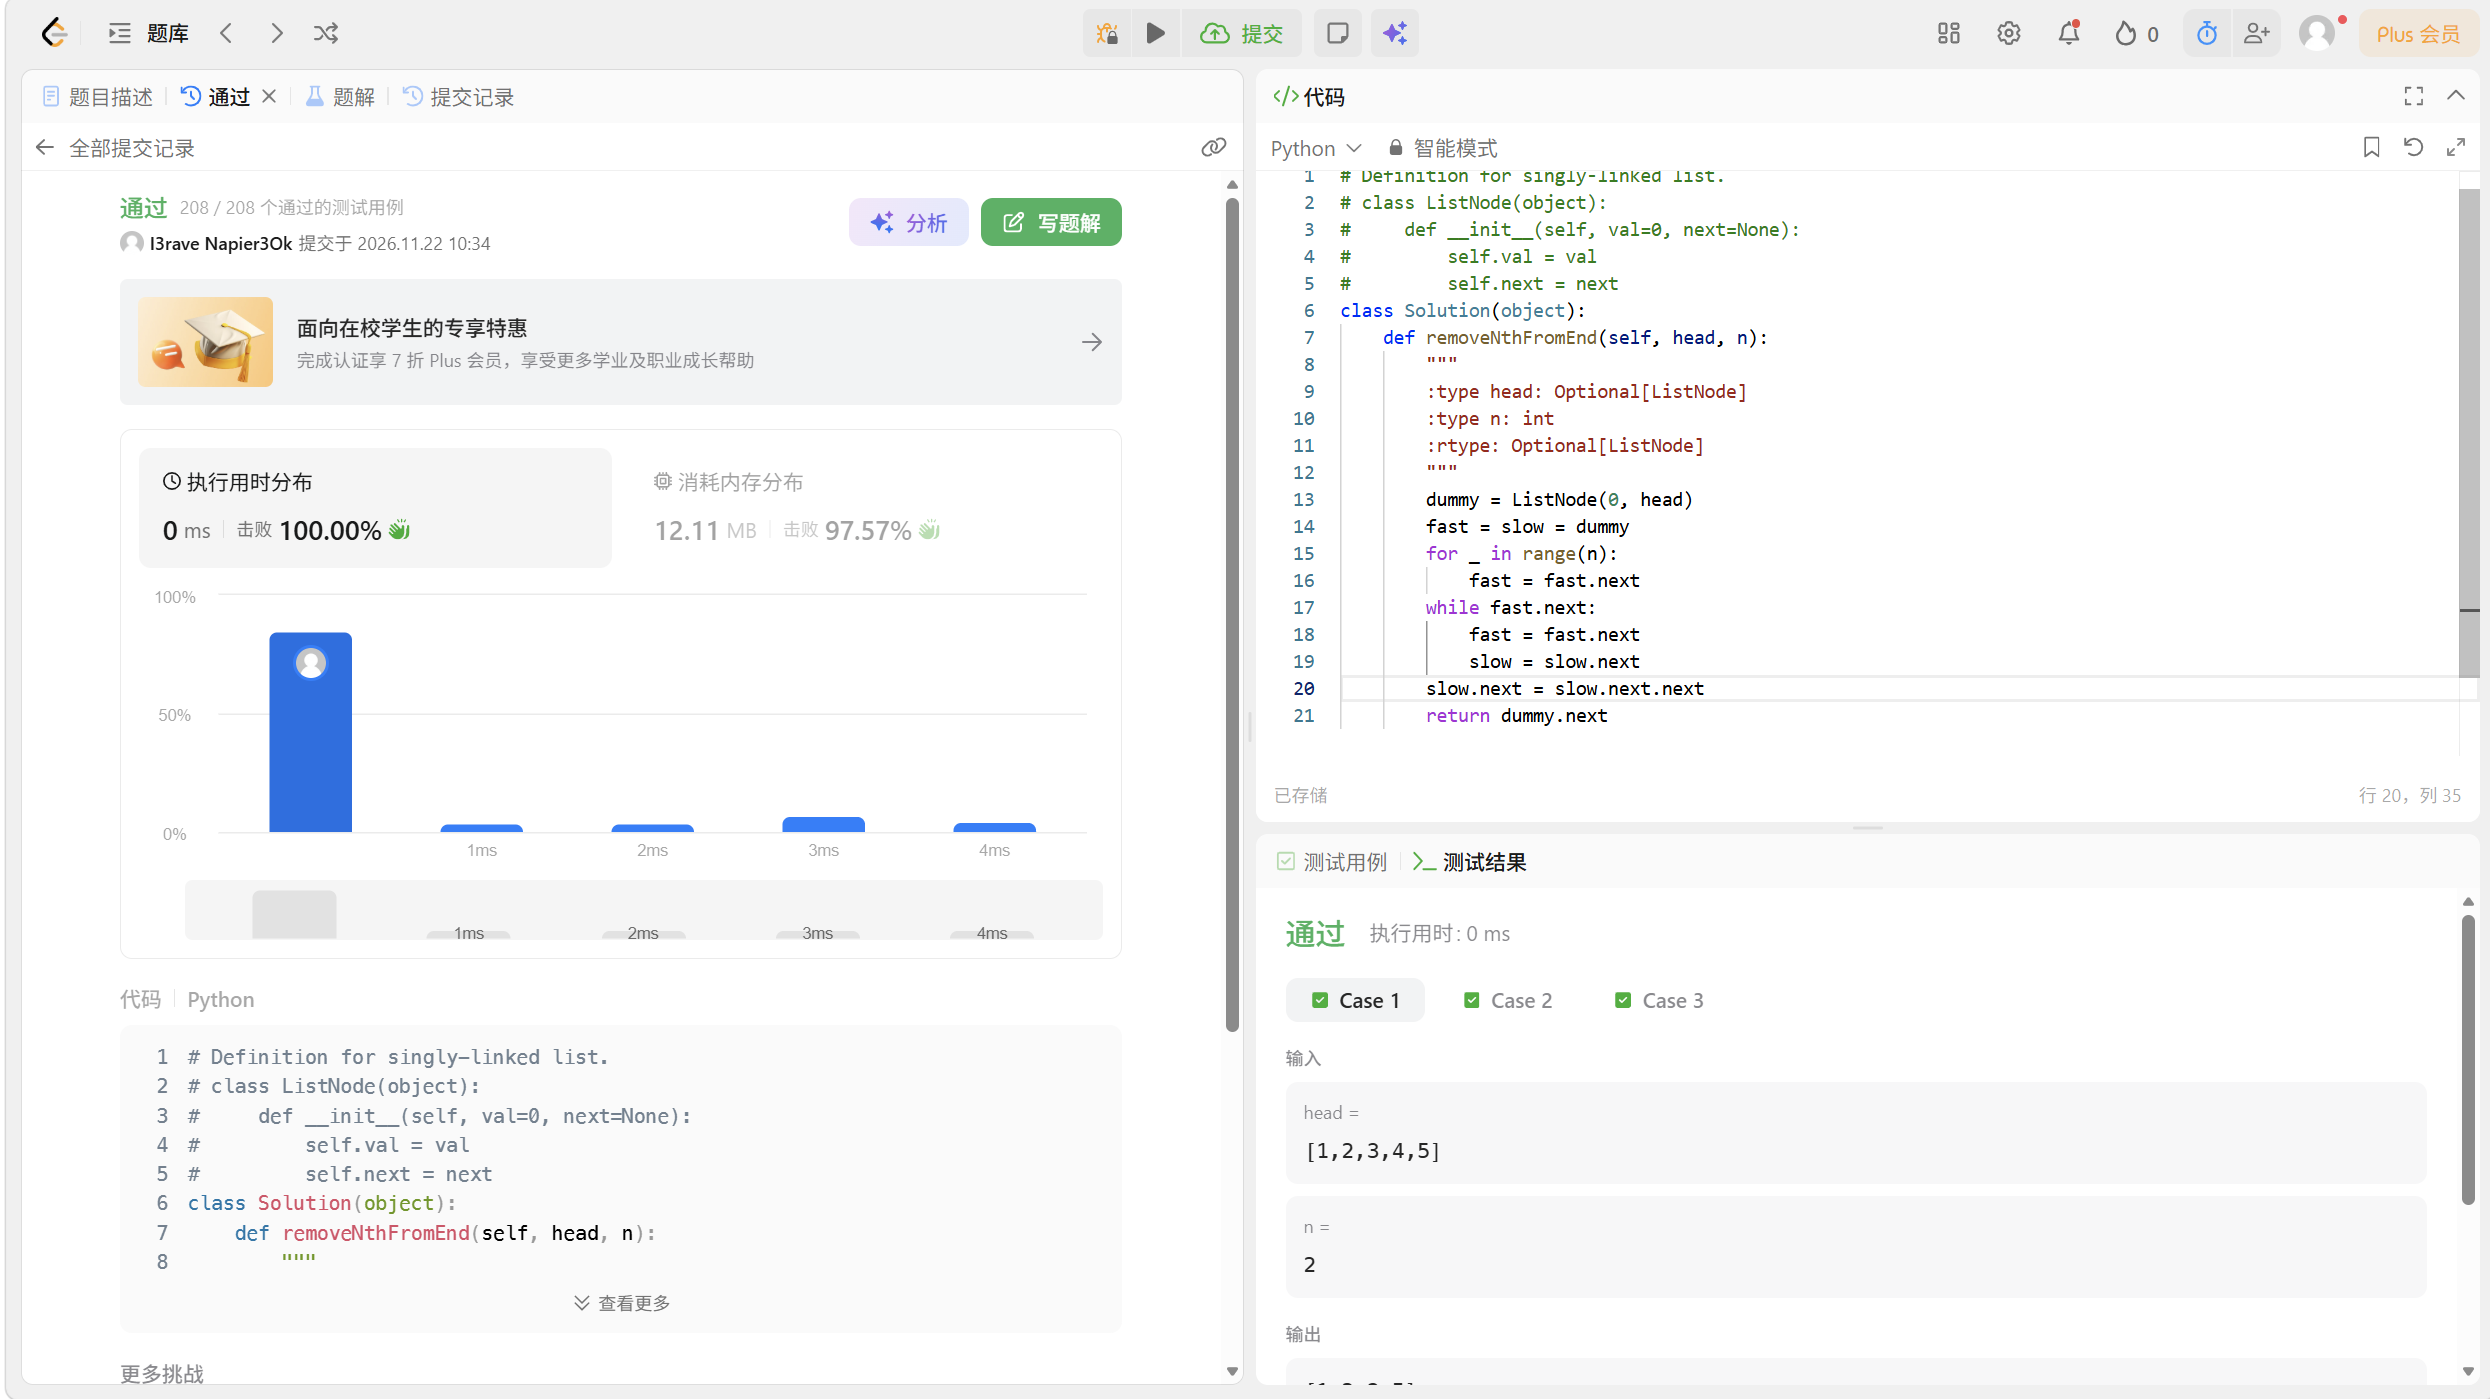 题库
提交
0
Plus 会员
题目描述
通过
题解
提交记录
全部提交记录
通过 208 / 208 个通过的测试用例
l3rave Napier3Ok 提交于 2026.11.22 10:34
分析
写题解
面向在校学生的专享特惠
完成认证享 7 折 Plus 会员，享受更多学业及职业成长帮助
执行用时分布
0 ms 击败 100.00%
消耗内存分布
12.11 MB 击败 97.57%
100%
50%
0%
1ms 2ms 3ms 4ms
1ms 2ms 3ms 4ms
代码 Python
1 # Definition for singly-linked list.
2 # class ListNode(object):
3 #     def __init__(self, val=0, next=None):
4 #         self.val = val
5 #         self.next = next
6 class Solution(object):
7     def removeNthFromEnd(self, head, n):
8         """
查看更多
更多挑战
</> 代码
Python 智能模式
1 # Definition for singly-linked list.
2 # class ListNode(object):
3 #     def __init__(self, val=0, next=None):
4 #         self.val = val
5 #         self.next = next
6 class Solution(object):
7     def removeNthFromEnd(self, head, n):
8         """
9         :type head: Optional[ListNode]
10         :type n: int
11         :rtype: Optional[ListNode]
12         """
13         dummy = ListNode(0, head)
14         fast = slow = dummy
15         for _ in range(n):
16             fast = fast.next
17         while fast.next:
18             fast = fast.next
19             slow = slow.next
20         slow.next = slow.next.next
21         return dummy.next
已存储
行 20，列 35
测试用例
测试结果
通过 执行用时: 0 ms
Case 1
Case 2
Case 3
输入
head =
[1,2,3,4,5]
n =
2
输出